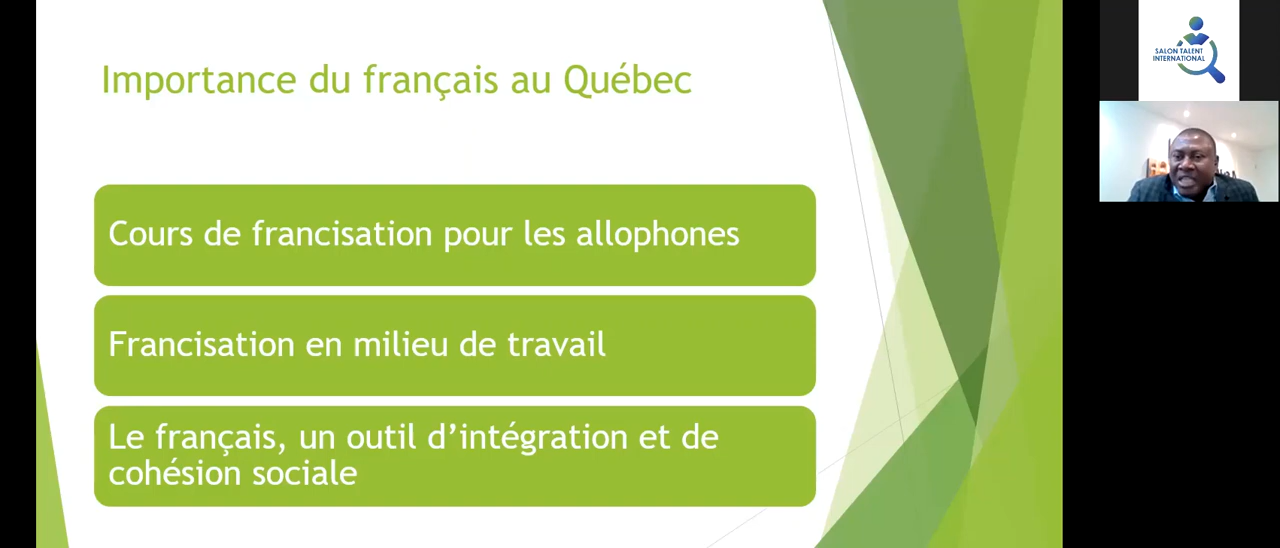 Importance du français au Québec
Cours de francisation pour les allophones
Francisation en milieu de travail
Le français, un outil d’intégration et de
cohésion sociale
SALON TALENT
INTERNATIONAL